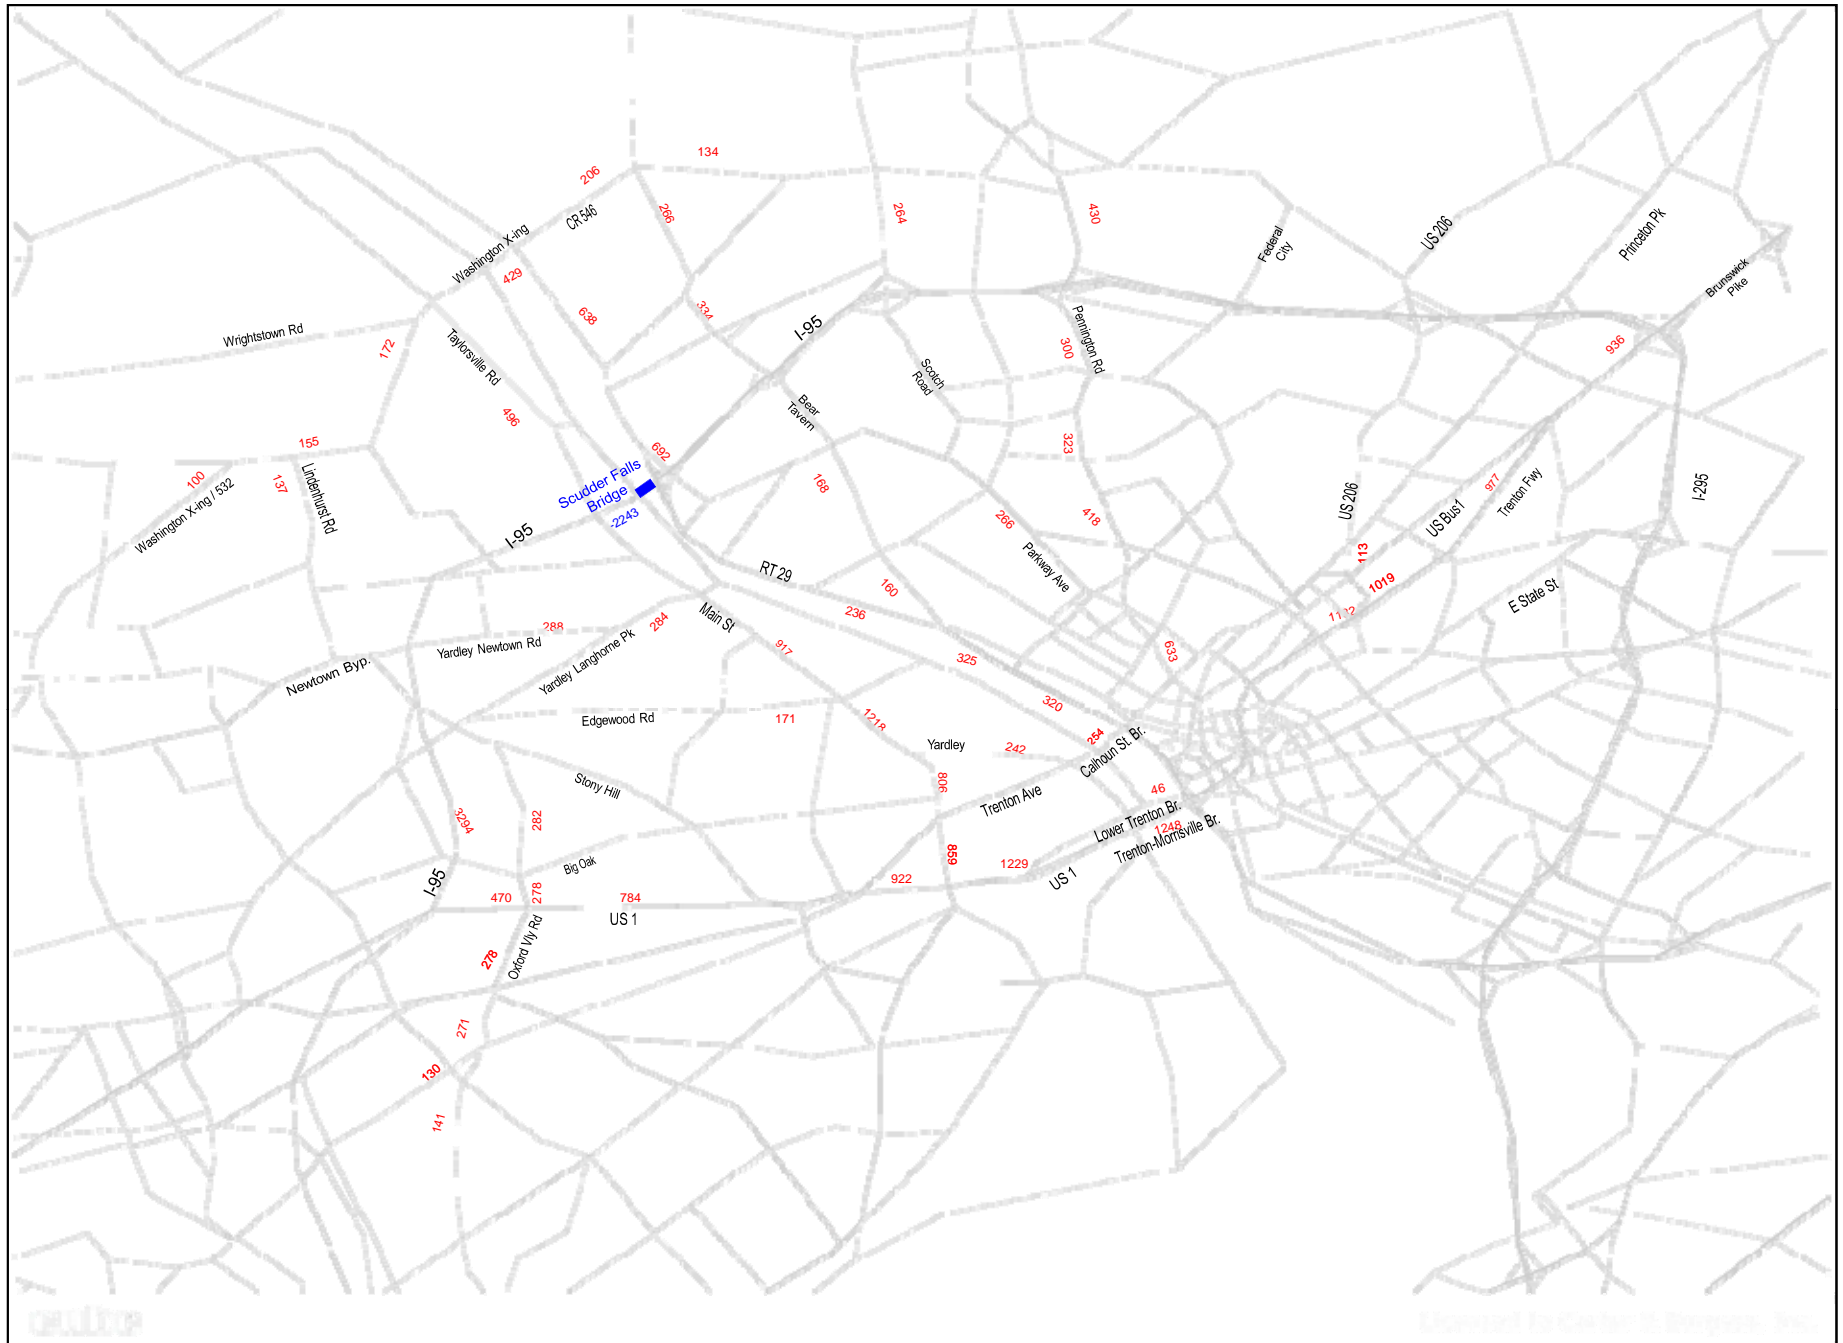 134
206
CR 546
266
264
430
Federal
City
US 206
Princeton Pk
Washington X-ing
429
Brunswick
Pike
638
334
I-95
Wrightstown Rd
172
Taylorsville Rd
Pennington Rd
300
936
Scotch
Road
Bear
Tavern
496
155
692
323
100
137
Lindenhurst Rd
Washington X-ing / 532
Scudder Falls
Bridge
-2243
168
977
Trenton Fwy
I-295
US 206
US Bus1
I-95
266
418
Parkway Ave
113
1019
RT 29
160
236
E State St
Main St
284
288
Yardley Newtown Rd
Yardley Langhorne Pk
917
325
633
Newtown Byp.
320
Edgewood Rd
171
1218
Yardley
242
254
Calhoun St. Br.
Stony Hill
806
Trenton Ave
46
Lower Trenton Br.
1248
Trenton-Morrisville Br.
3294
282
859
Big Oak
1229
US 1
I-95
922
470
278
784
US 1
Oxford Vly Rd
278
271
130
141